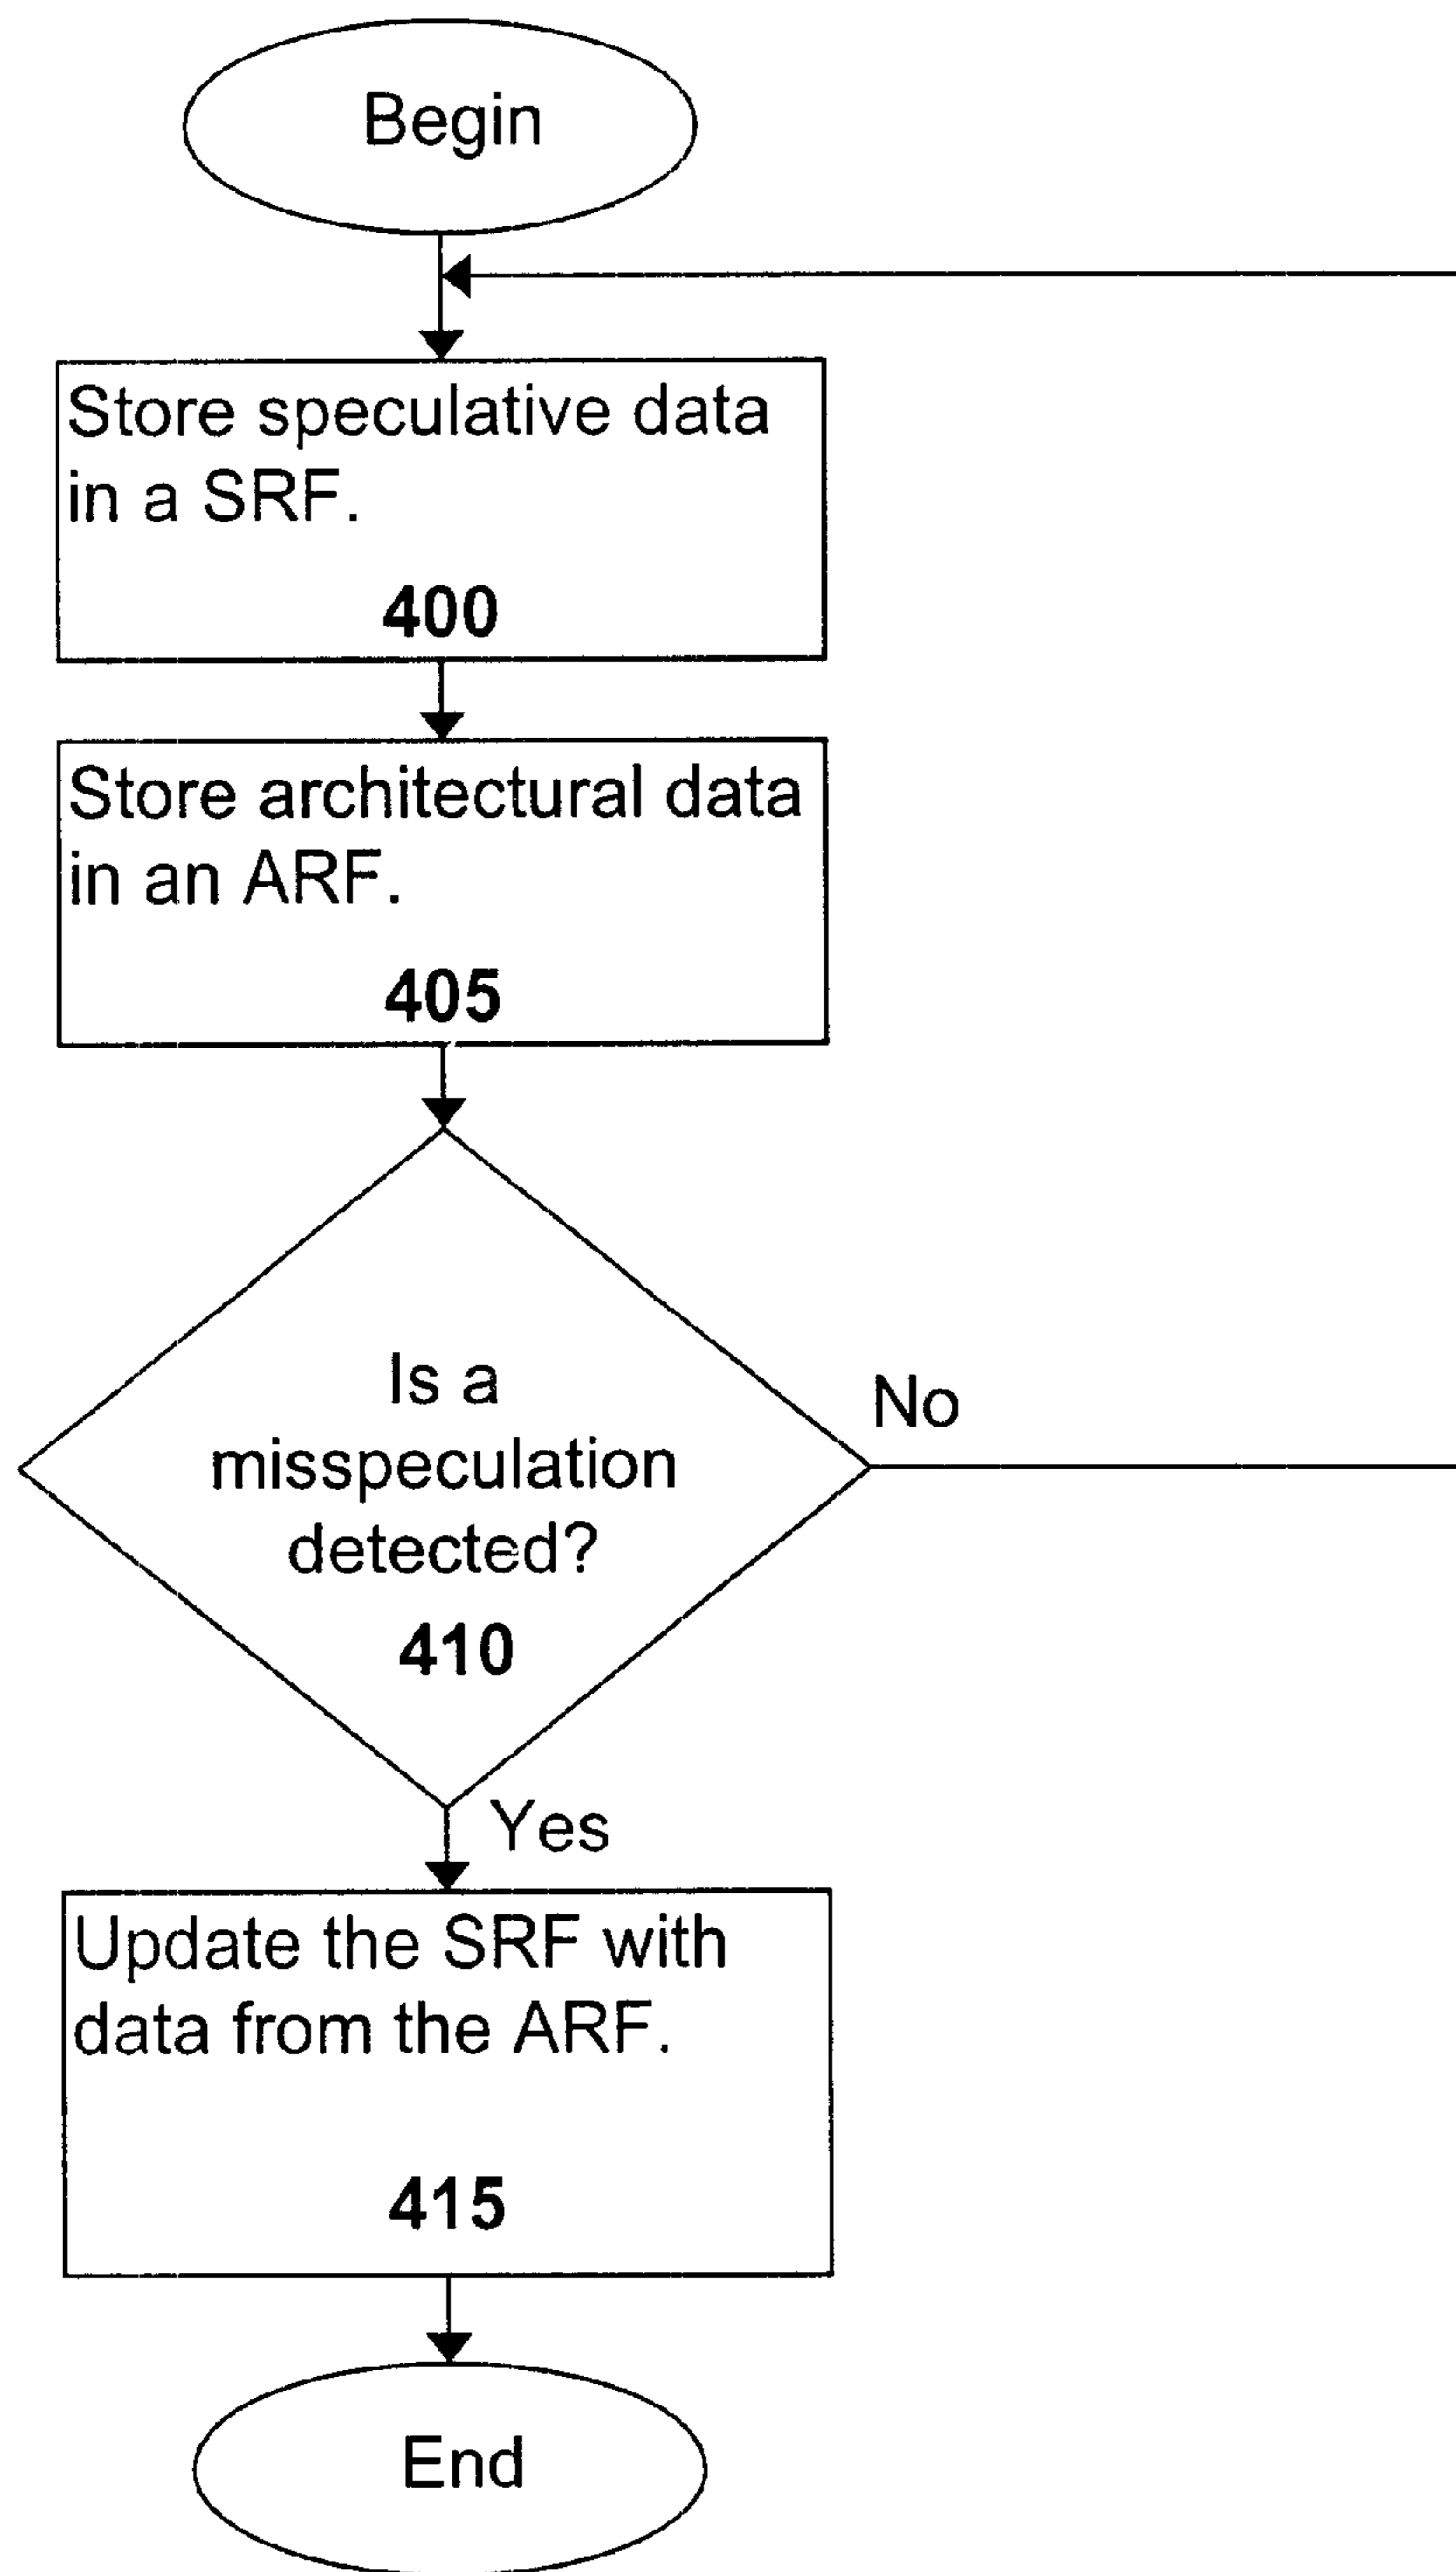 Begin
Store speculative data
in a SRF.
400
Store architectural data
in an ARF.
405
Is a
misspeculation
detected?
410
No
Yes
Update the SRF with
data from the ARF.
415
End